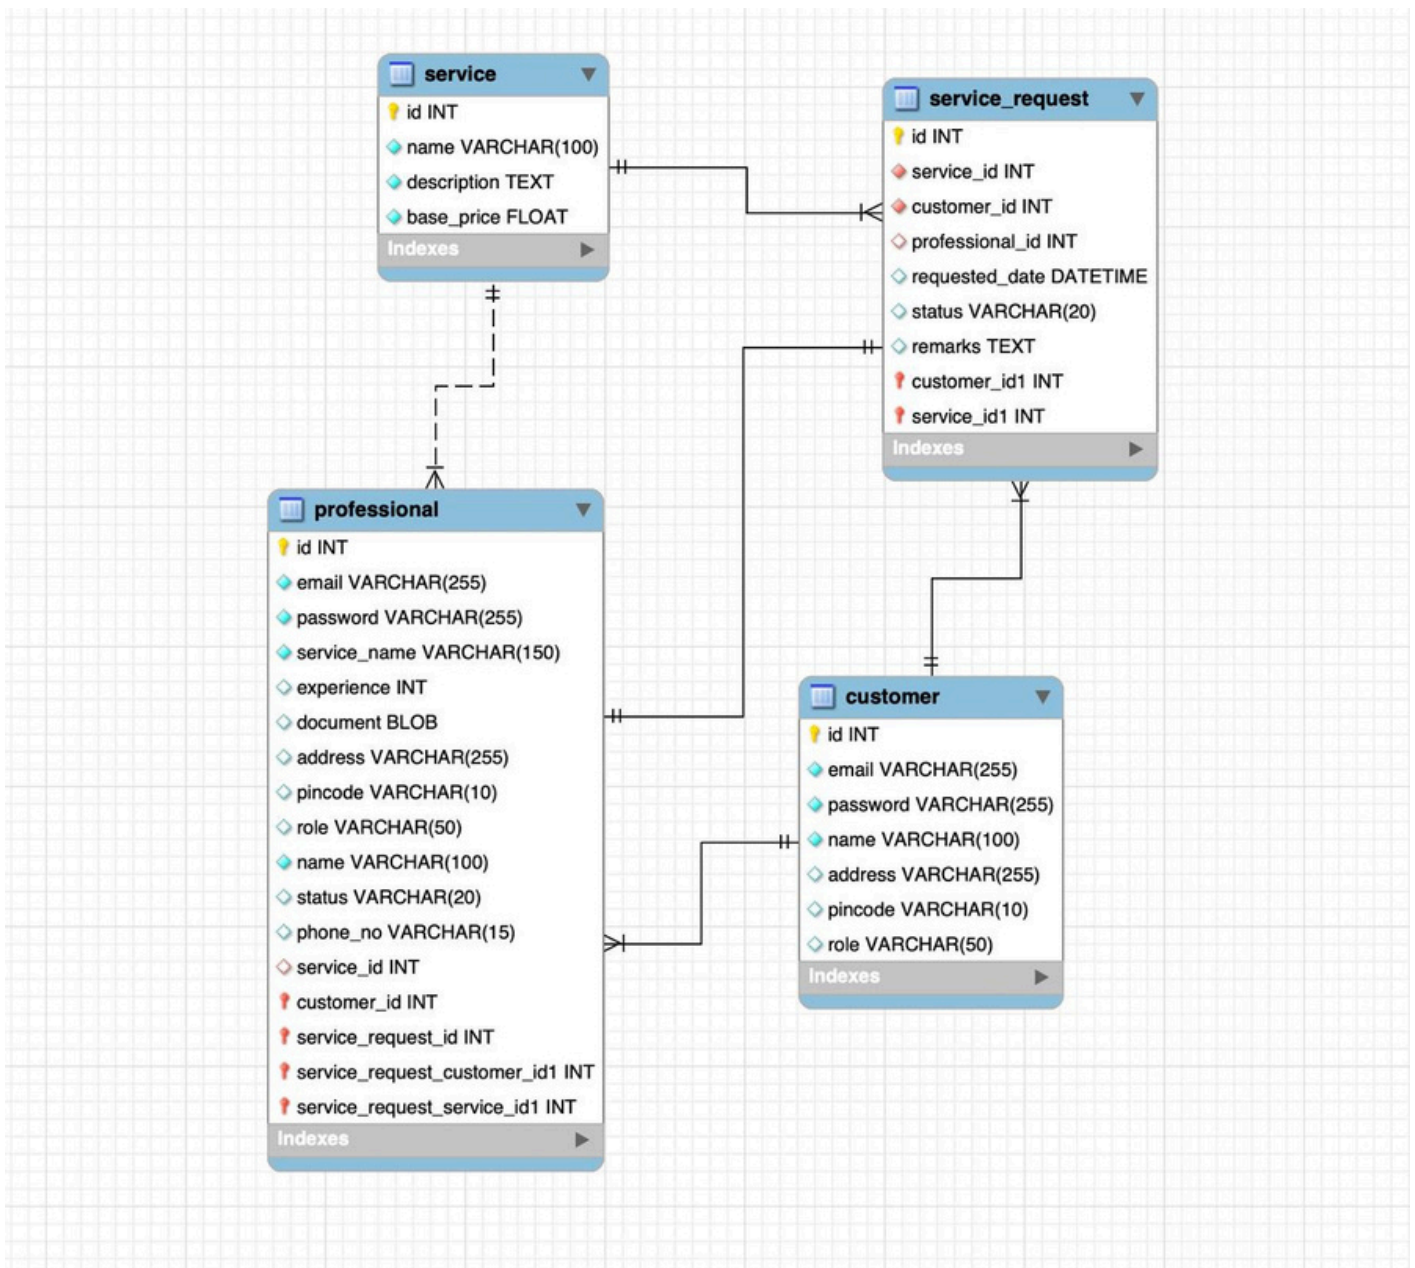 service
id INT
name VARCHAR(100)
description TEXT
base_price FLOAT
Indexes
service_request
id INT
service_id INT
customer_id INT
professional_id INT
requested_date DATETIME
status VARCHAR(20)
remarks TEXT
customer_id1 INT
service_id1 INT
Indexes
professional
id INT
email VARCHAR(255)
password VARCHAR(255)
service_name VARCHAR(150)
experience INT
document BLOB
address VARCHAR(255)
pincode VARCHAR(10)
role VARCHAR(50)
name VARCHAR(100)
status VARCHAR(20)
phone_no VARCHAR(15)
service_id INT
customer_id INT
service_request_id INT
service_request_customer_id1 INT
service_request_service_id1 INT
Indexes
customer
id INT
email VARCHAR(255)
password VARCHAR(255)
name VARCHAR(100)
address VARCHAR(255)
pincode VARCHAR(10)
role VARCHAR(50)
Indexes